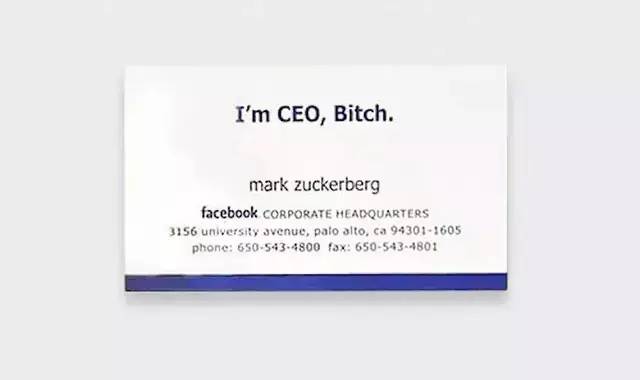 I'm CEO, Bitch.
mark zuckerberg
facebook CORPORATE HEADQUARTERS
3156 university avenue, palo alto, ca 94301-1605
phone: 650-543-4800 fax: 650-543-4801